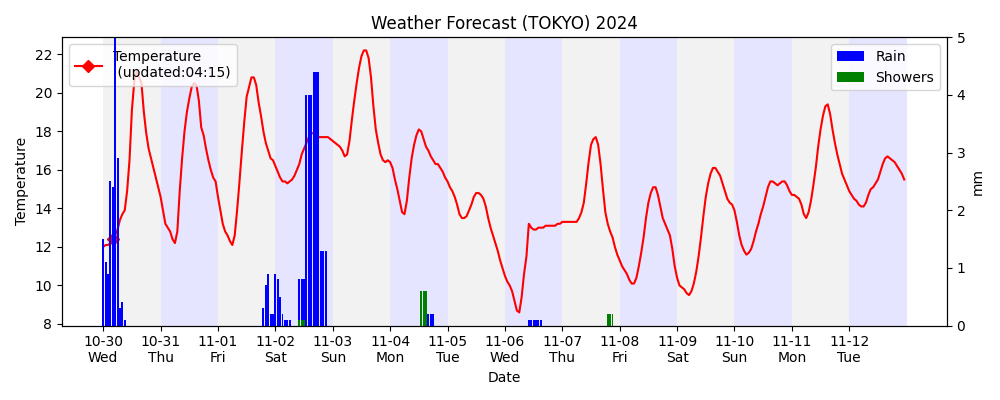 Weather Forecast (TOKYO) 2024
Temperature
(updated:04:15)
Rain
Showers
Temperature
22
20
18
16
14
12
10
8
5
4
3
2
1
0
mm
10-30 10-31 11-01 11-02 11-03 11-04 11-05 11-06 11-07 11-08 11-09 11-10 11-11 11-12
Wed Thu Fri Sat Sun Mon Tue Wed Thu Fri Sat Sun Mon Tue
Date